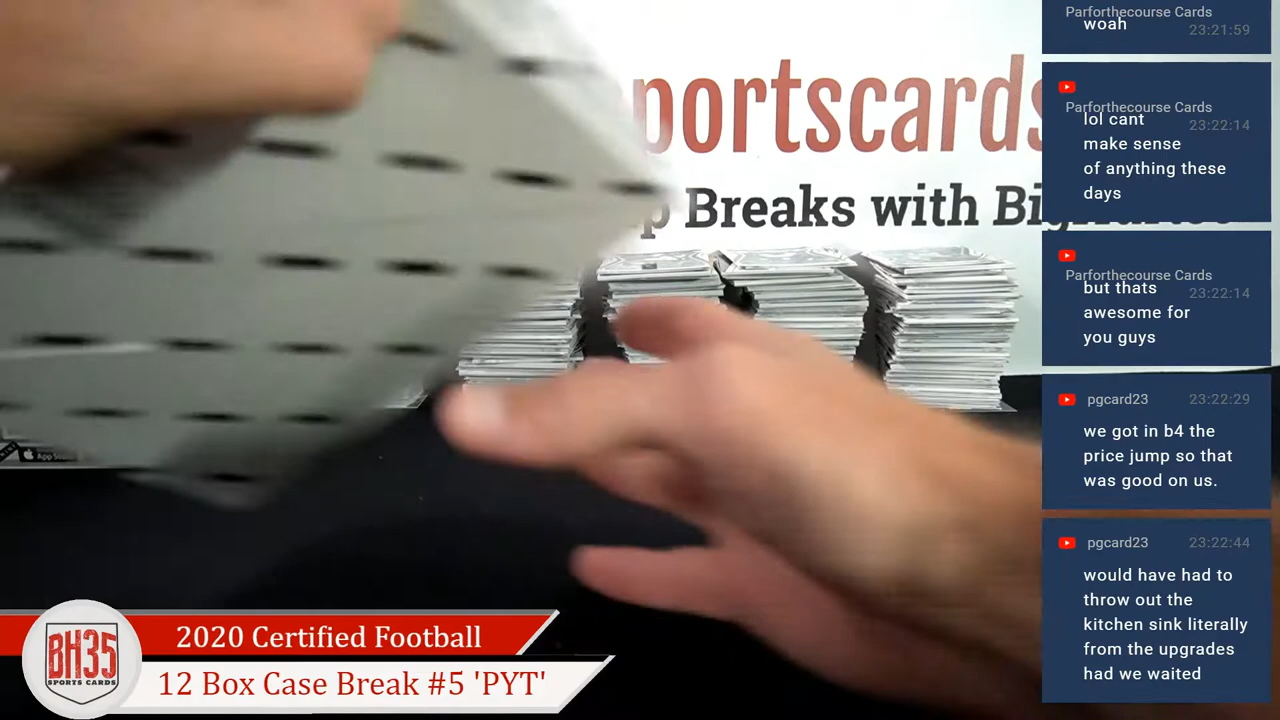 portscards
p Breaks with Big
App Sto
Parforthecourse Cards
woah
23:21:59
Parforthecourse Cards
23:22:14
lol cant
make sense
of anything these
days
Parforthecourse Cards
23:22:14
but thats
awesome for
you guys
pgcard23 23:22:29
we got in b4 the
price jump so that
was good on us.
pgcard23 23:22:44
would have had to
throw out the
kitchen sink literally
from the upgrades
had we waited
BH35
SPORTS CARDS
2020 Certified Football
12 Box Case Break #5 'PYT'